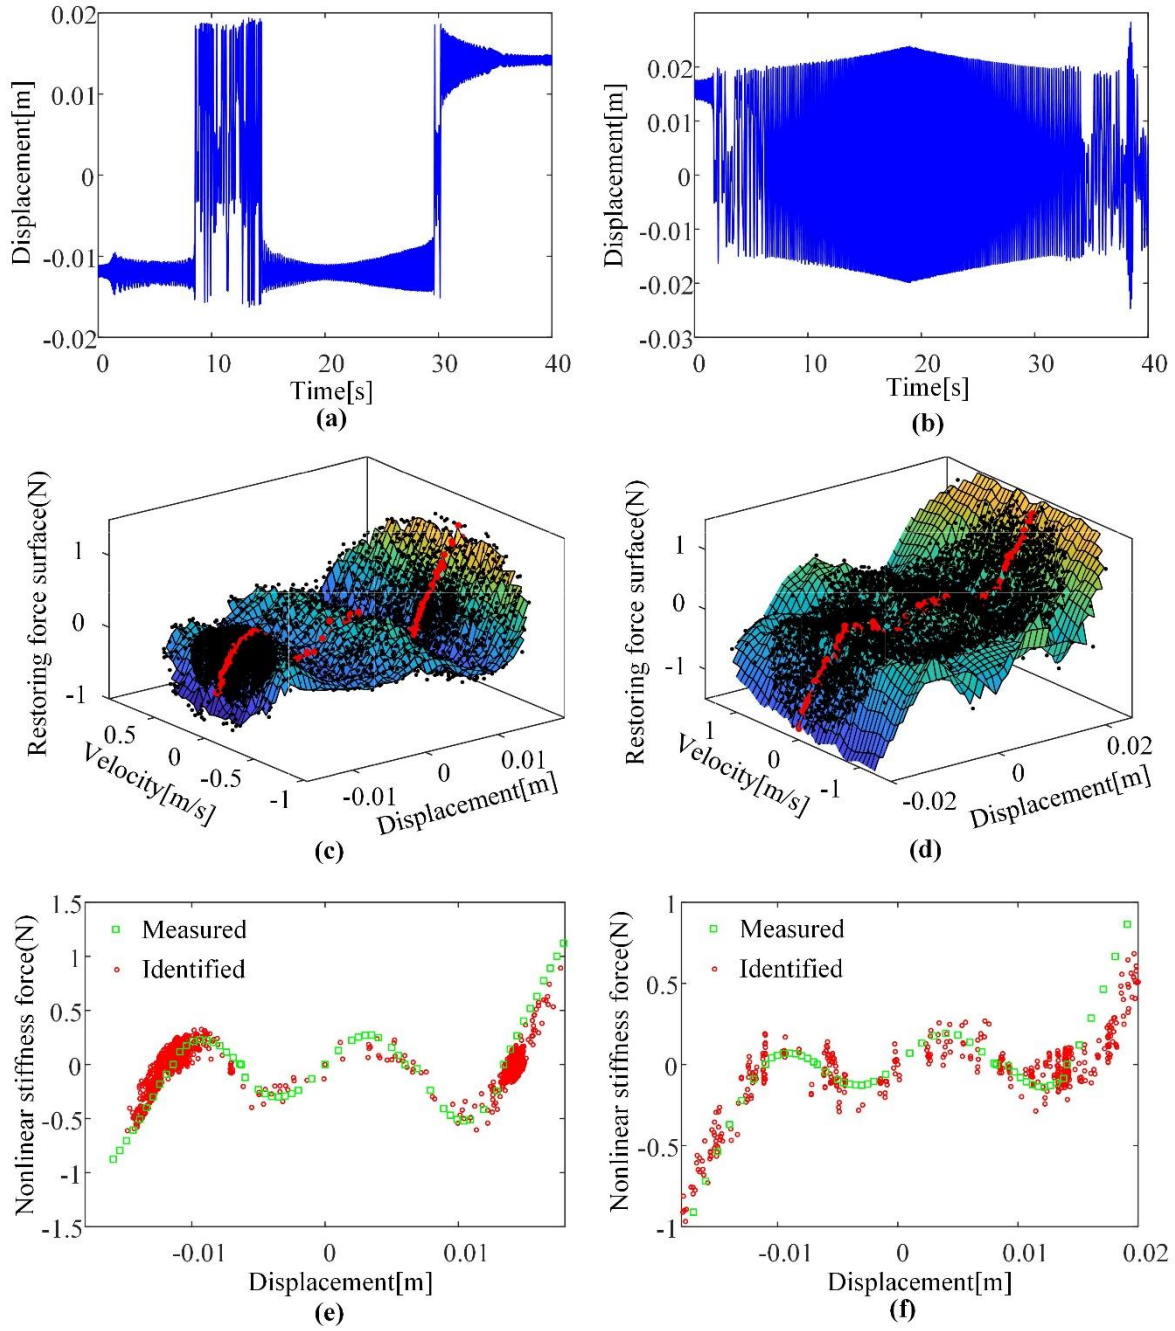 0.02
0.01
0
-0.01
-0.02
Displacement[m]
0 10 20 30 40
Time[s]
(a)
0.02
0.01
0
-0.01
-0.02
-0.03
Displacement[m]
0 10 20 30 40
Time[s]
(b)
Restoring force surface(N)
1
0
-1
0.5
0
-0.5
-1
Velocity[m/s]
-0.01
0
0.01
Displacement[m]
(c)
Restoring force surface(N)
1
0
-1
1
0
-1
Velocity[m/s]
-0.02
0
0.02
Displacement[m]
(d)
1.5
1
0.5
0
-0.5
-1
-1.5
Nonlinear stiffness force(N)
Measured
Identified
-0.01 0 0.01
Displacement[m]
(e)
1
0.5
0
-0.5
-1
Nonlinear stiffness force(N)
Measured
Identified
-0.01 0 0.01 0.02
Displacement[m]
(f)